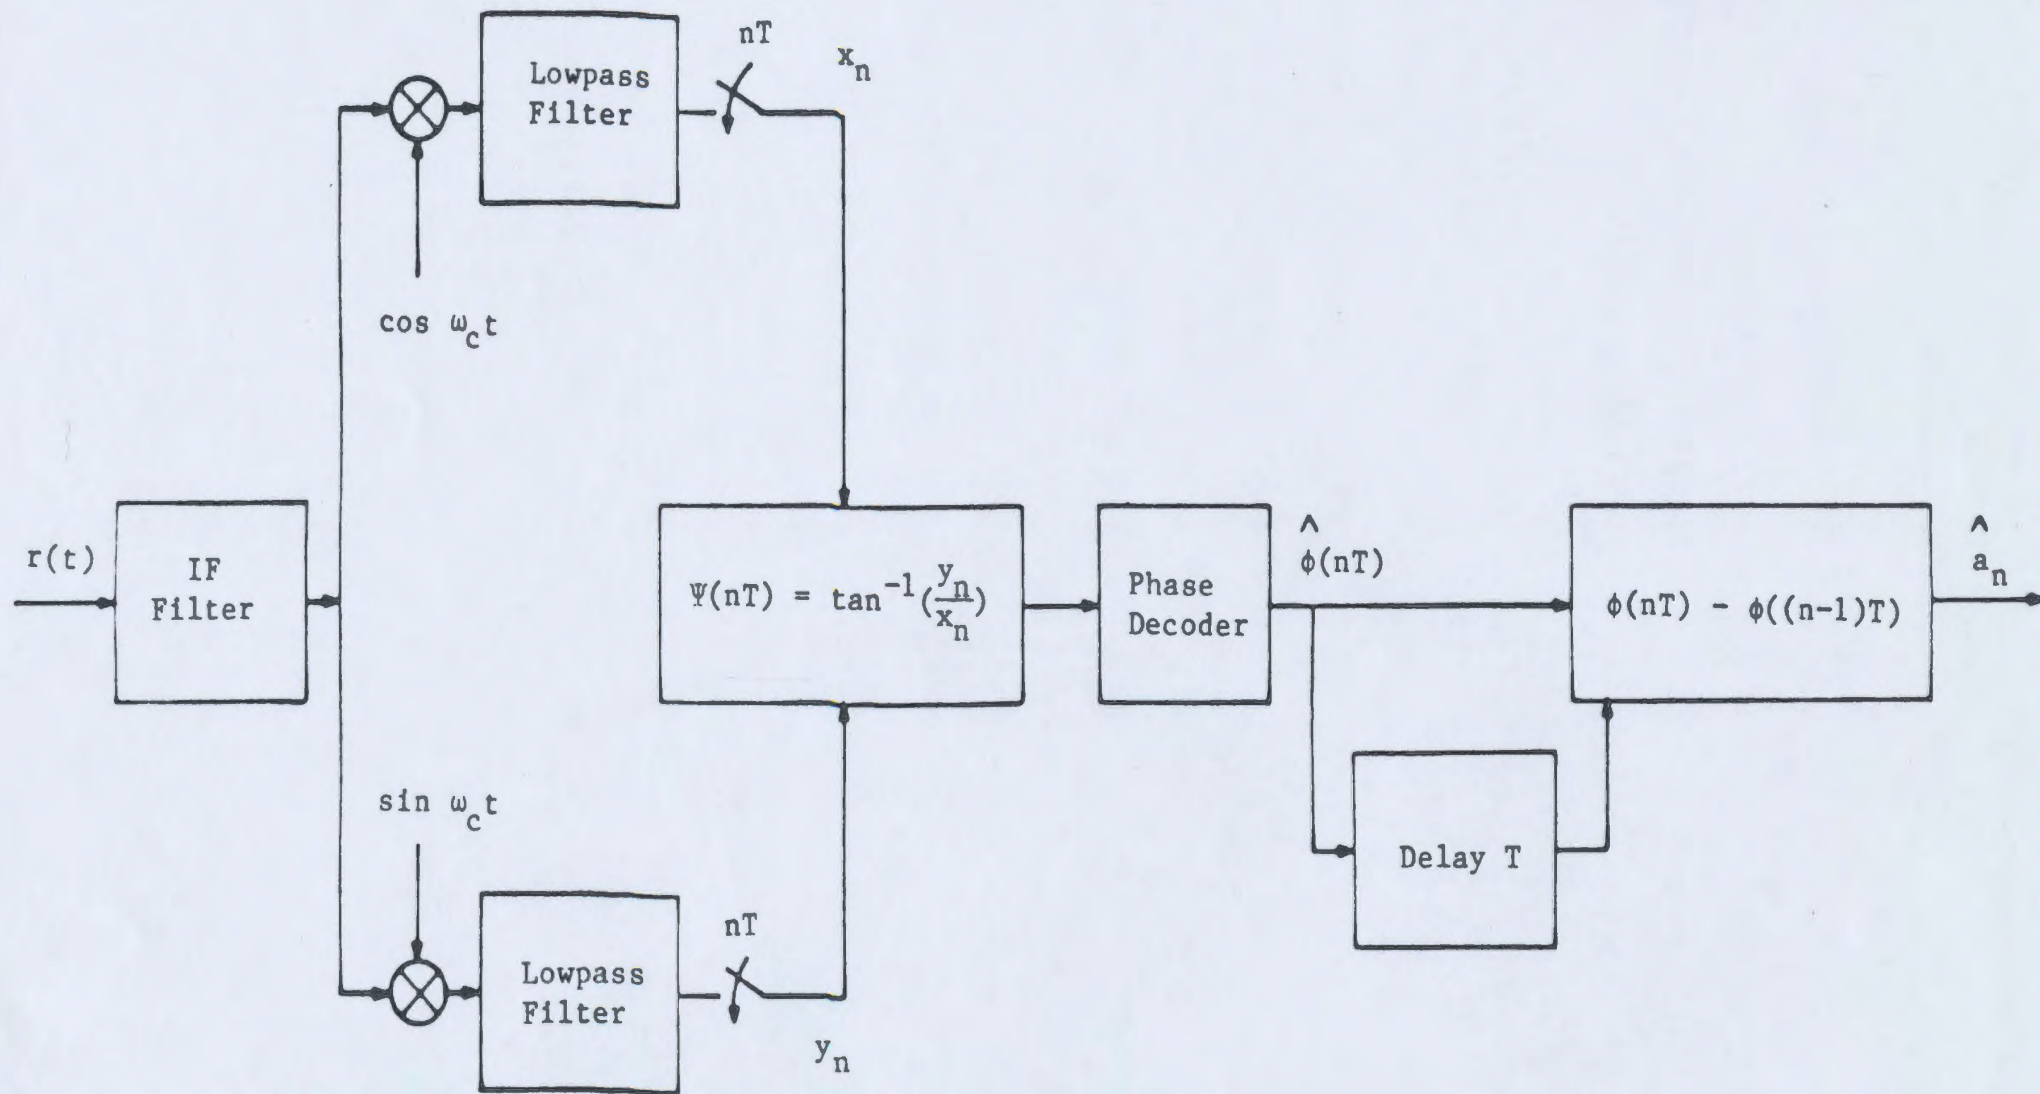 nT
x_n
Lowpass
Filter
cos ω_c t
r(t)
IF
Filter
Ψ(nT) = tan^-1(y_n/x_n)
Phase
Decoder
^
φ(nT)
φ(nT) - φ((n-1)T)
^
a_n
sin ω_c t
Delay T
nT
Lowpass
Filter
y_n